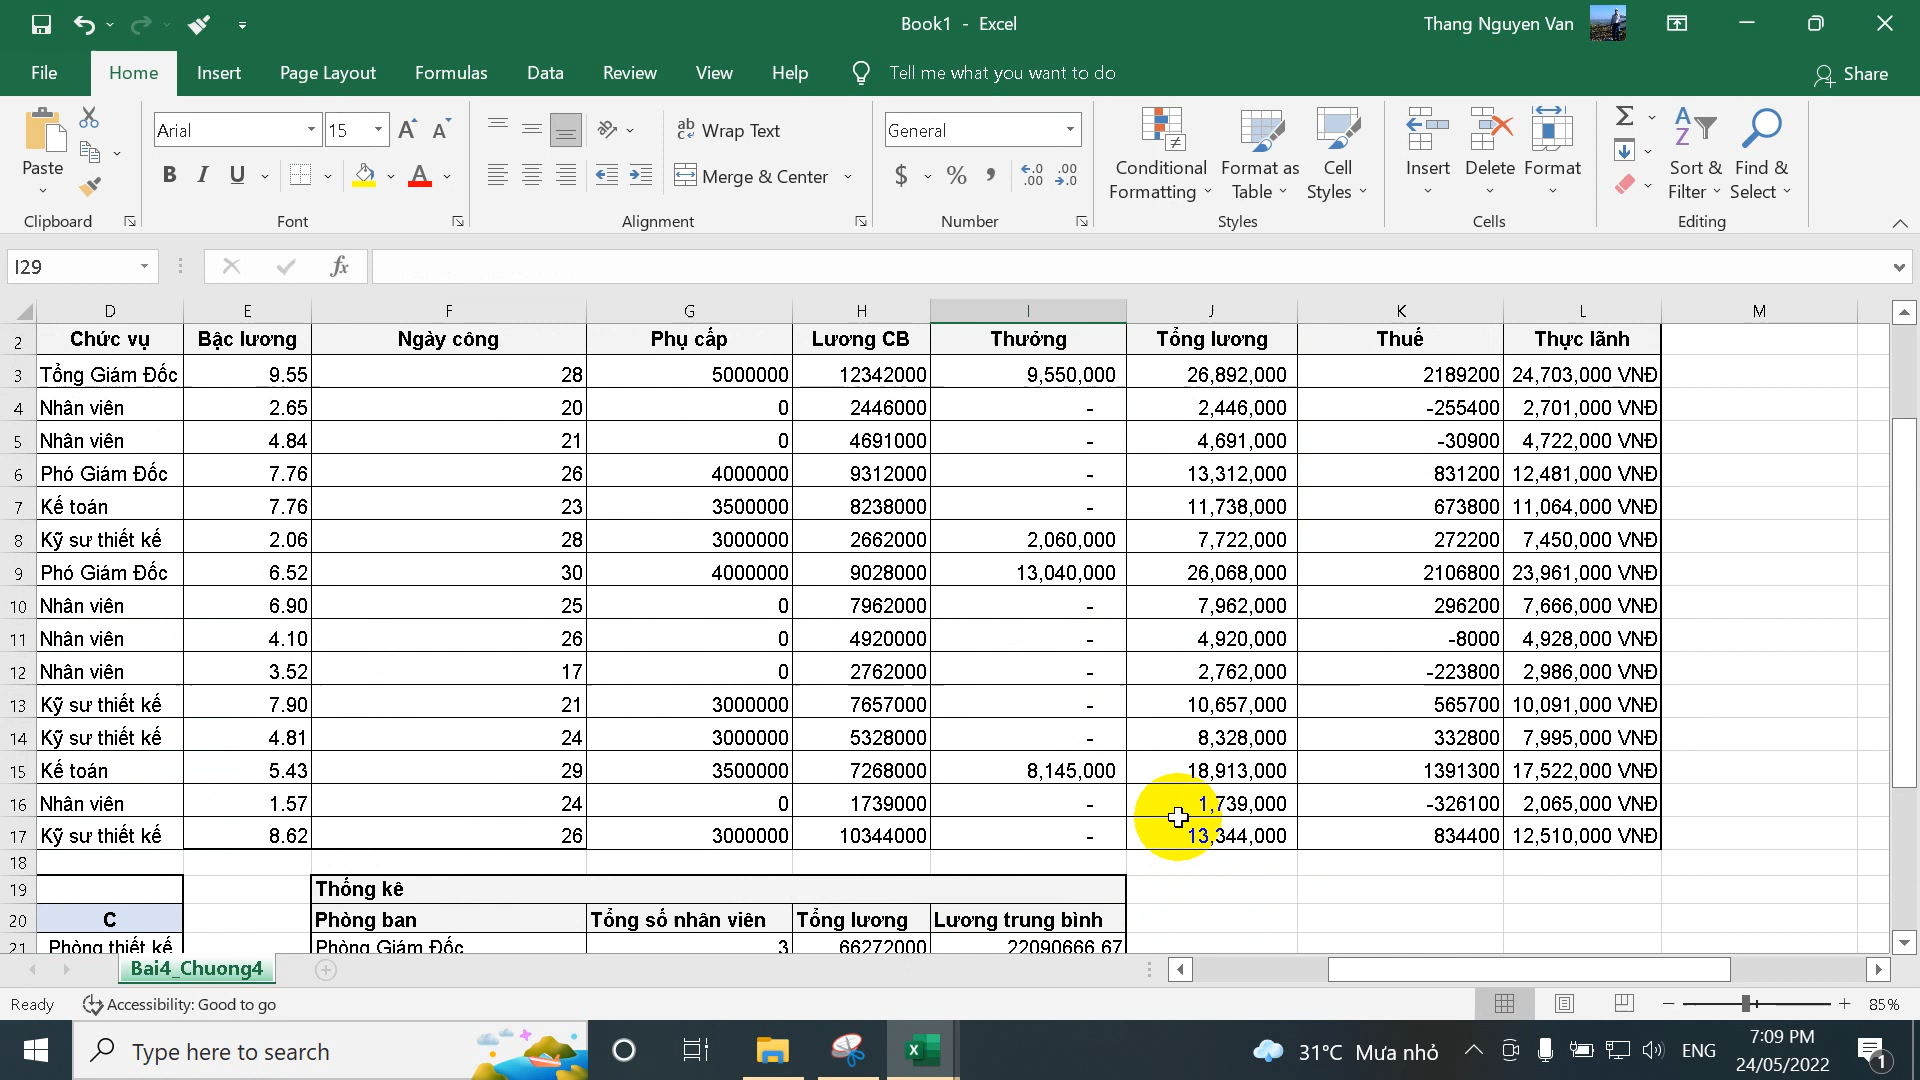 Book1 - Excel
Thang Nguyen Van
File Home Insert Page Layout Formulas Data Review View Help Tell me what you want to do Share
Paste
Clipboard
Arial 15
B I U
Font
ab Wrap Text
Merge & Center
Alignment
General
$ % , .00 .00
Number
Conditional Formatting
Format as Table
Cell Styles
Styles
Insert Delete Format
Cells
Sort & Filter
Find & Select
Editing
I29 fx
D E F G H I J K L M
2 Chức vụ Bậc lương Ngày công Phụ cấp Lương CB Thưởng Tổng lương Thuế Thực lãnh
3 Tổng Giám Đốc 9.55 28 5000000 12342000 9,550,000 26,892,000 2189200 24,703,000 VNĐ
4 Nhân viên 2.65 20 0 2446000 - 2,446,000 -255400 2,701,000 VNĐ
5 Nhân viên 4.84 21 0 4691000 - 4,691,000 -30900 4,722,000 VNĐ
6 Phó Giám Đốc 7.76 26 4000000 9312000 - 13,312,000 831200 12,481,000 VNĐ
7 Kế toán 7.76 23 3500000 8238000 - 11,738,000 673800 11,064,000 VNĐ
8 Kỹ sư thiết kế 2.06 28 3000000 2662000 2,060,000 7,722,000 272200 7,450,000 VNĐ
9 Phó Giám Đốc 6.52 30 4000000 9028000 13,040,000 26,068,000 2106800 23,961,000 VNĐ
10 Nhân viên 6.90 25 0 7962000 - 7,962,000 296200 7,666,000 VNĐ
11 Nhân viên 4.10 26 0 4920000 - 4,920,000 -8000 4,928,000 VNĐ
12 Nhân viên 3.52 17 0 2762000 - 2,762,000 -223800 2,986,000 VNĐ
13 Kỹ sư thiết kế 7.90 21 3000000 7657000 - 10,657,000 565700 10,091,000 VNĐ
14 Kỹ sư thiết kế 4.81 24 3000000 5328000 - 8,328,000 332800 7,995,000 VNĐ
15 Kế toán 5.43 29 3500000 7268000 8,145,000 18,913,000 1391300 17,522,000 VNĐ
16 Nhân viên 1.57 24 0 1739000 - 1,739,000 -326100 2,065,000 VNĐ
17 Kỹ sư thiết kế 8.62 26 3000000 10344000 - 13,344,000 834400 12,510,000 VNĐ
18
19 Thống kê
20 C Phòng ban Tổng số nhân viên Tổng lương Lương trung bình
21 Phòng thiết kế Phòng Giám Đốc 3 66272000 22090666.67
Bai4_Chuong4
Ready Accessibility: Good to go 85%
Type here to search 31°C Mưa nhỏ ENG 7:09 PM
24/05/2022 1